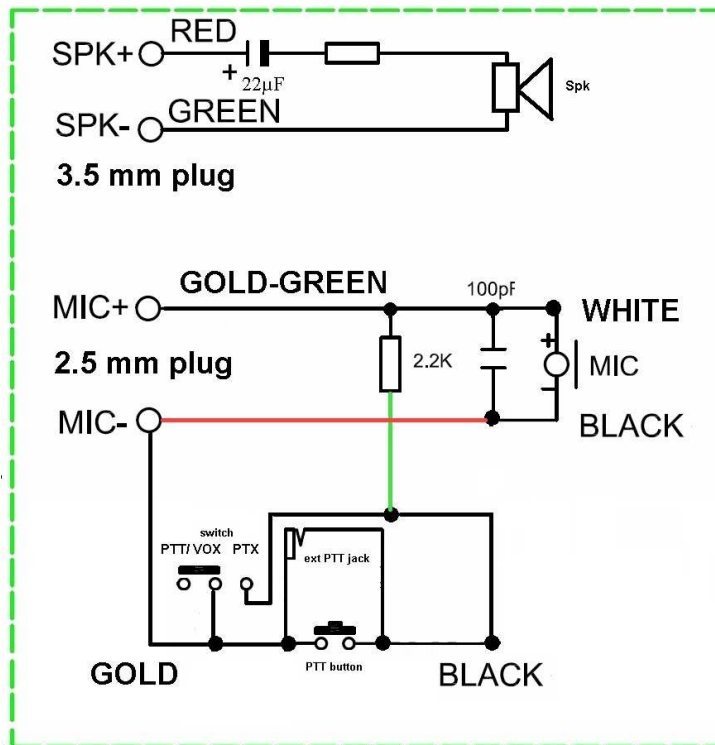 RED
SPK+
+
22µF
Spk
GREEN
SPK-
3.5 mm plug
GOLD-GREEN
100pF
MIC+
WHITE
+
2.5 mm plug
2.2K
MIC
MIC-
BLACK
switch
PTT/ VOX PTX
ext PTT jack
PTT button
GOLD
BLACK